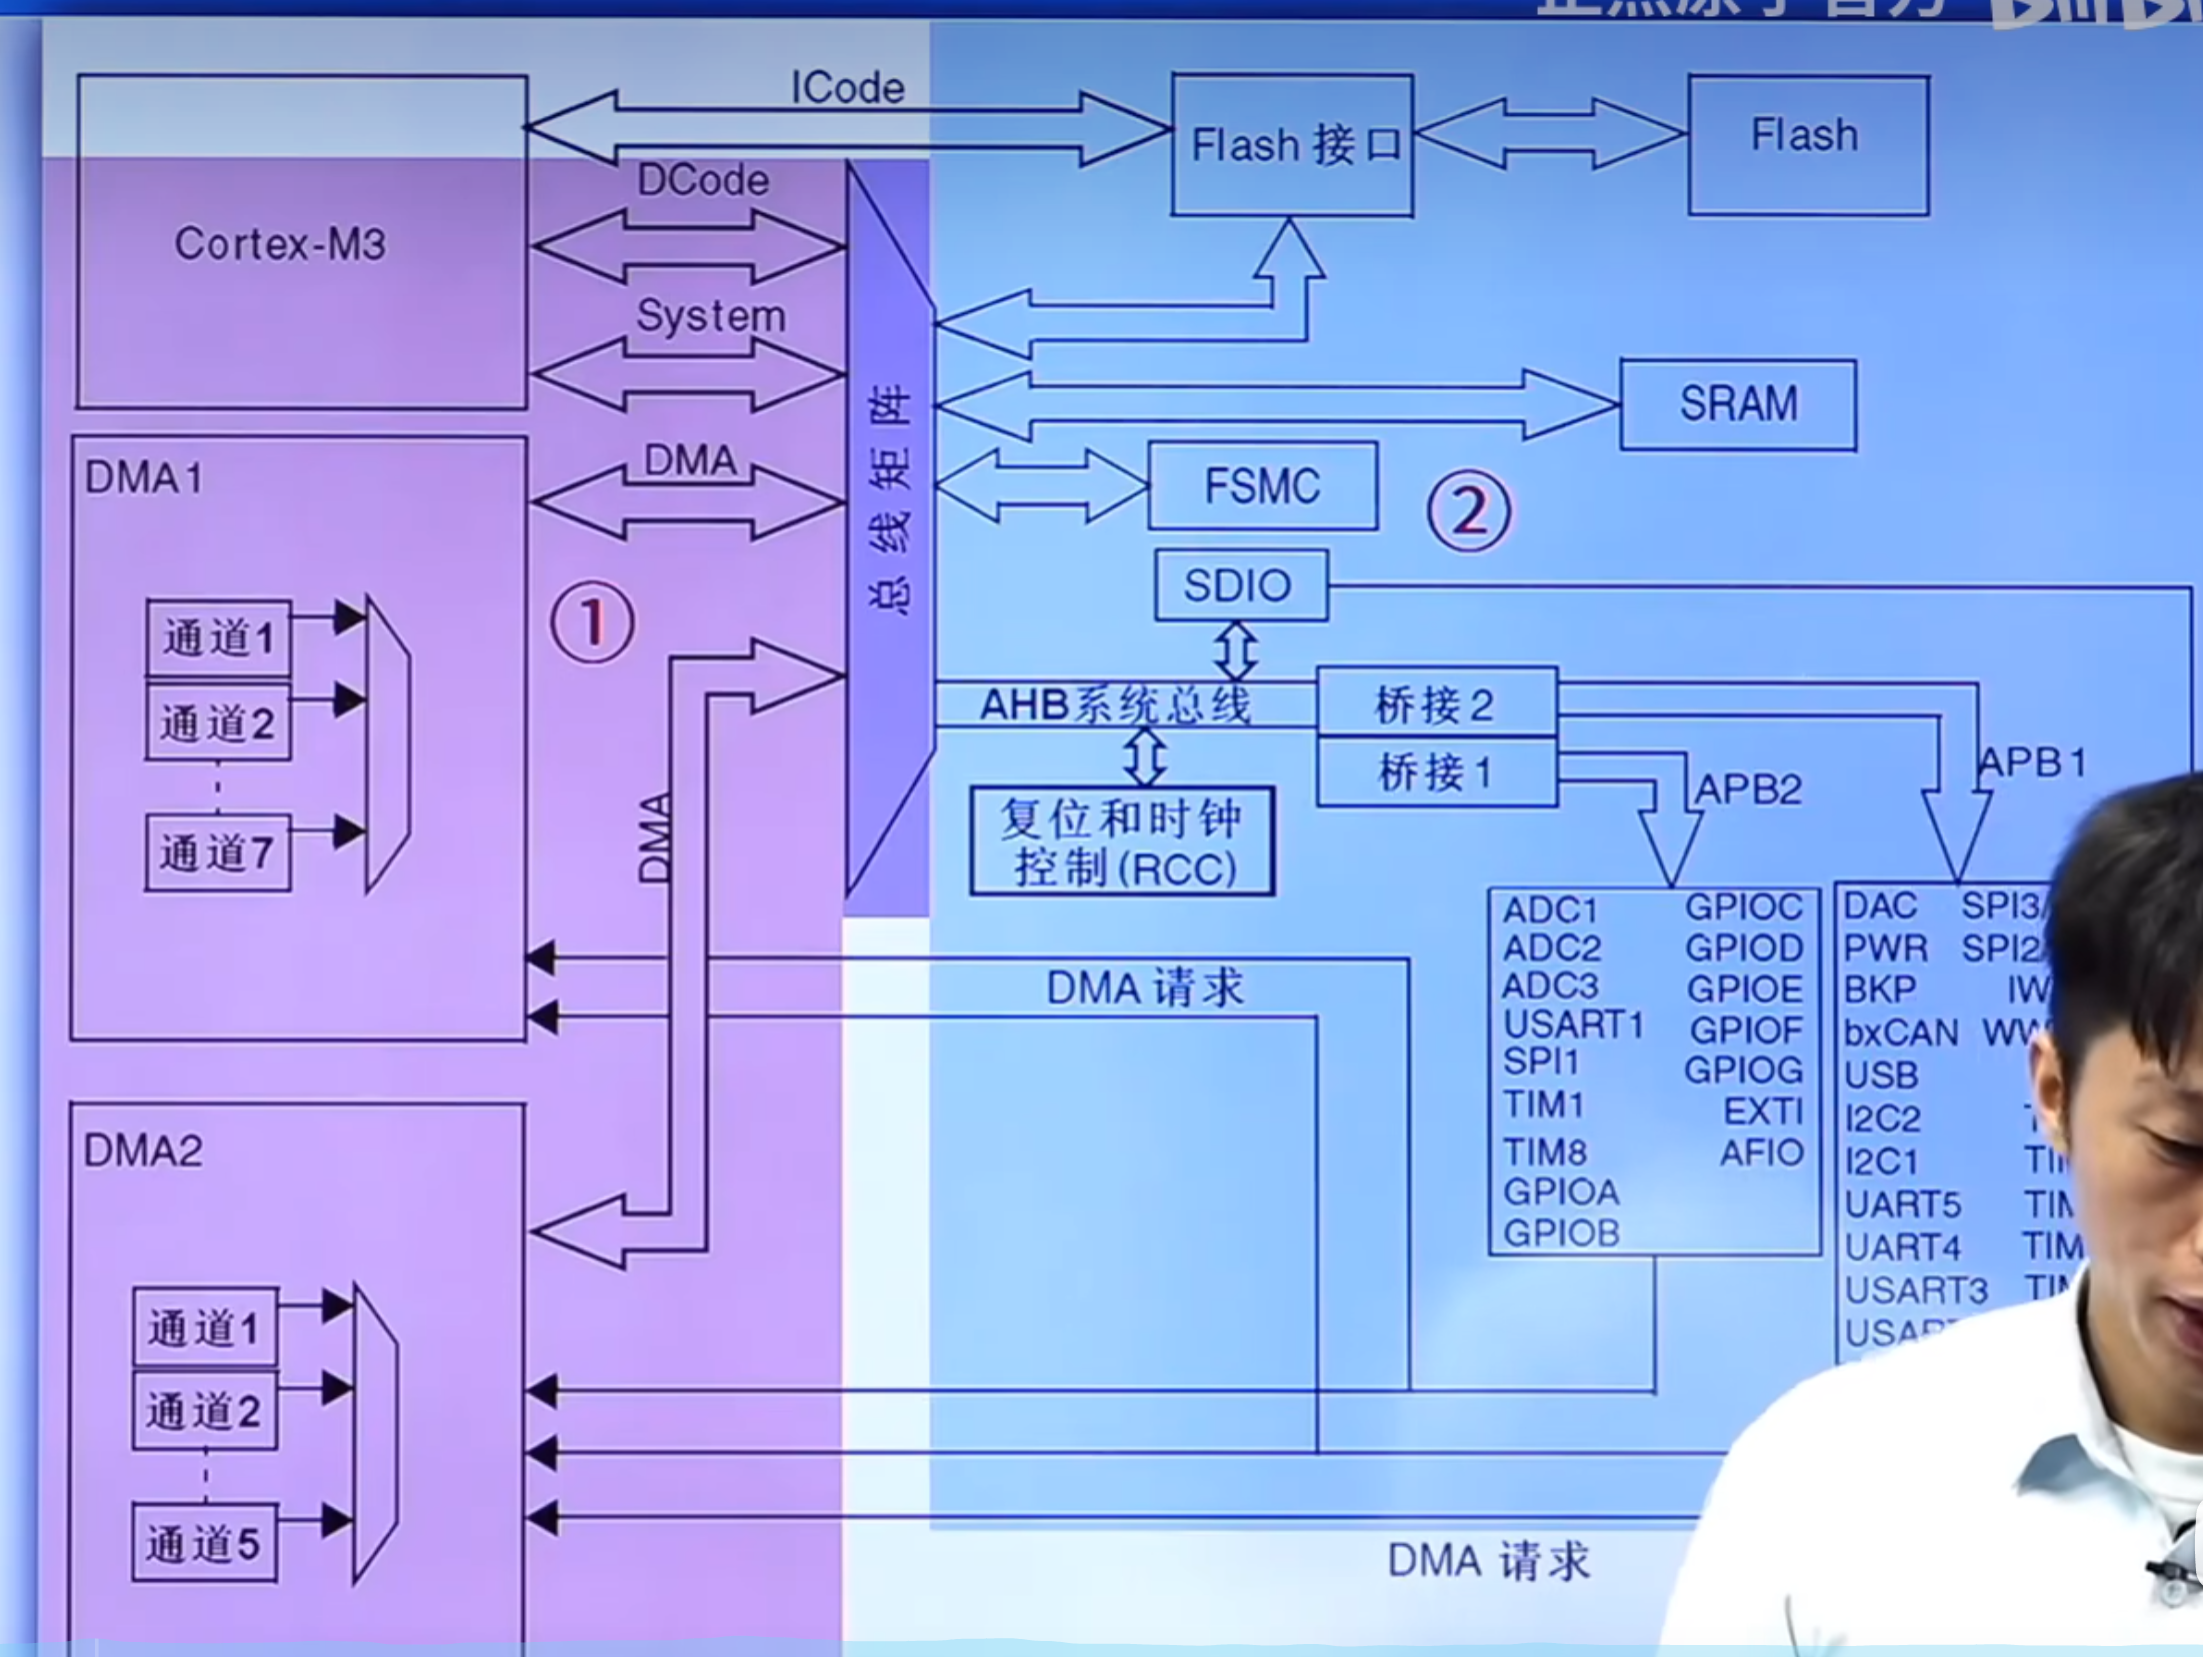 ICode
Flash 接口
Flash
DCode
Cortex-M3
System
总线矩阵
SRAM
DMA
FSMC
②
DMA1
①
SDIO
通道1
通道2
通道7
AHB系统总线
桥接2
桥接1
APB1
APB2
复位和时钟
控制(RCC)
DMA
ADC1 GPIOC
ADC2 GPIOD
ADC3 GPIOE
USART1 GPIOF
SPI1 GPIOG
TIM1 EXTI
TIM8 AFIO
GPIOA
GPIOB
DAC SPI3/
PWR SPI2/
BKP IW
bxCAN WW
USB
I2C2
I2C1
UART5
UART4 TIM
USART3
DMA 请求
DMA2
通道1
通道2
通道5
DMA 请求